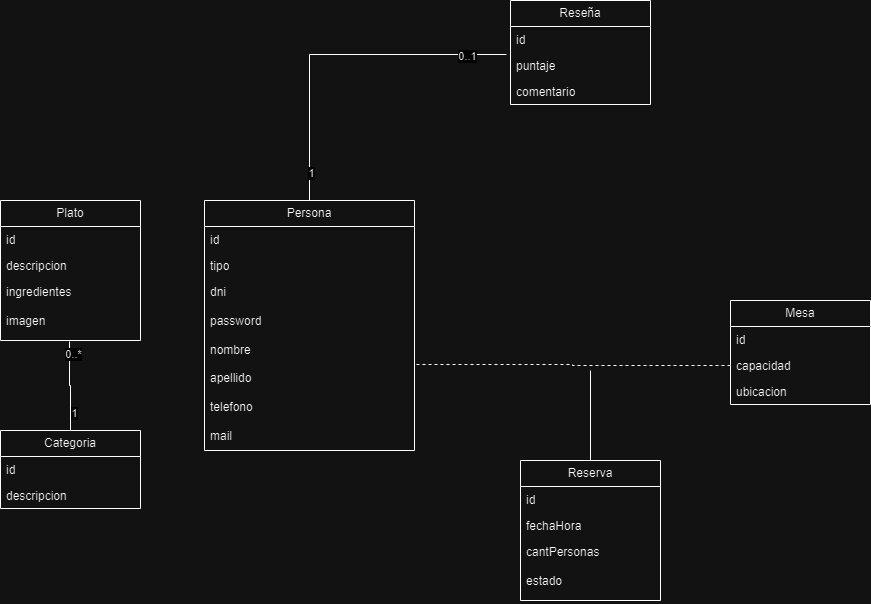 Reseña
id
puntaje
comentario
0..1
1
Plato
id
descripcion
ingredientes
imagen
0..*
1
Categoria
id
descripcion
Persona
id
tipo
dni
password
nombre
apellido
telefono
mail
Mesa
id
capacidad
ubicacion
Reserva
id
fechaHora
cantPersonas
estado